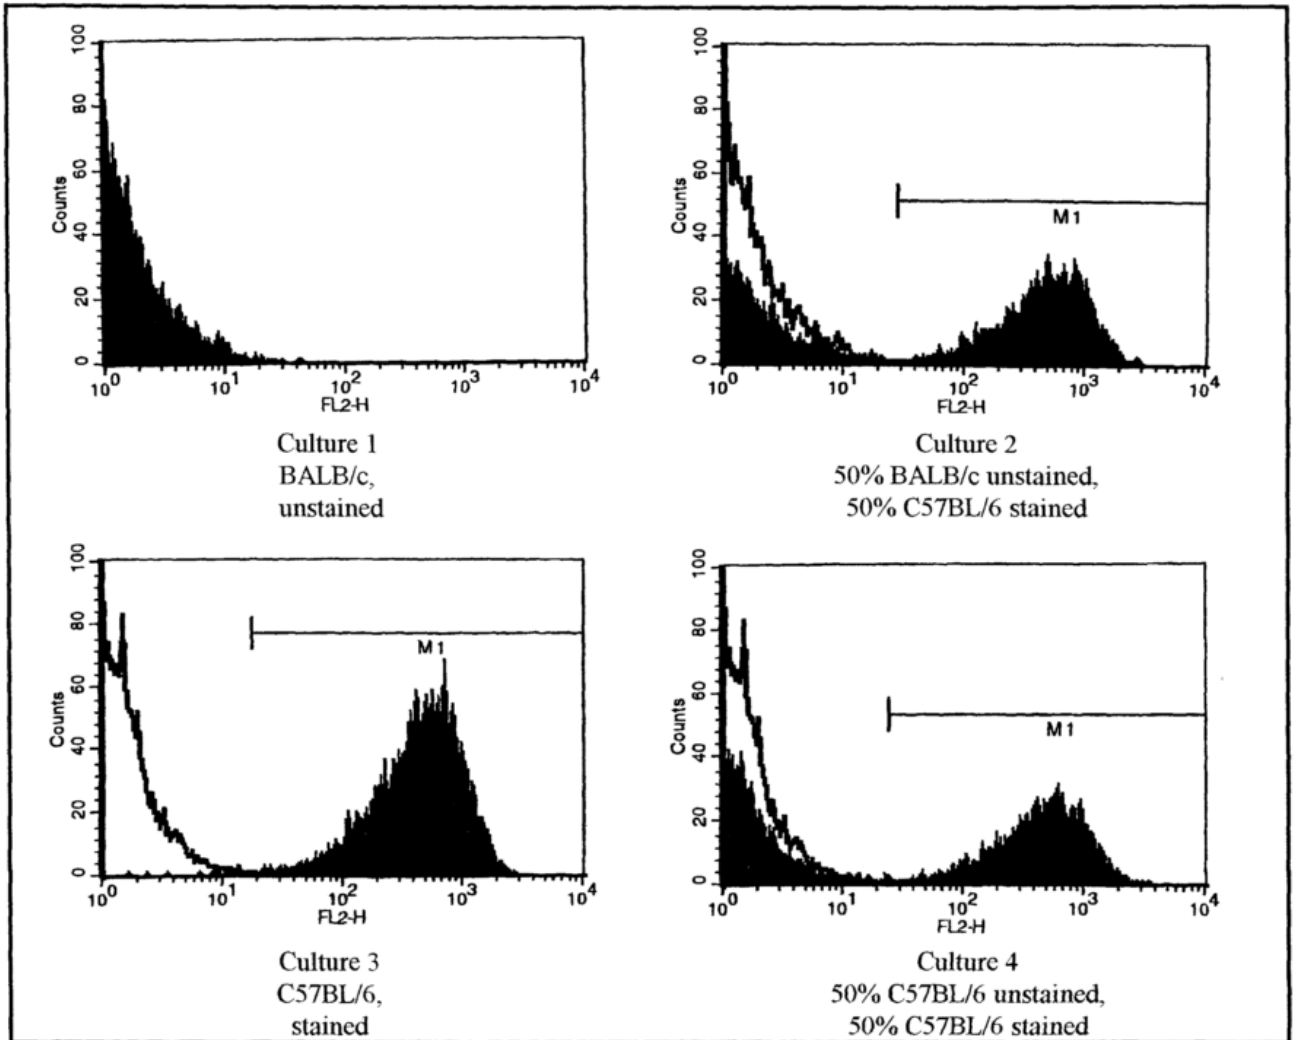 100
80
60
40
20
0
Counts
10^0 10^1 10^2 10^3 10^4
FL2-H
Culture 1
BALB/c,
unstained
100
80
60
40
20
0
Counts
M1
10^0 10^1 10^2 10^3 10^4
FL2-H
Culture 2
50% BALB/c unstained,
50% C57BL/6 stained
100
80
60
40
20
0
Counts
M1
10^0 10^1 10^2 10^3 10^4
FL2-H
Culture 3
C57BL/6,
stained
100
80
60
40
20
0
Counts
M1
10^0 10^1 10^2 10^3 10^4
FL2-H
Culture 4
50% C57BL/6 unstained,
50% C57BL/6 stained